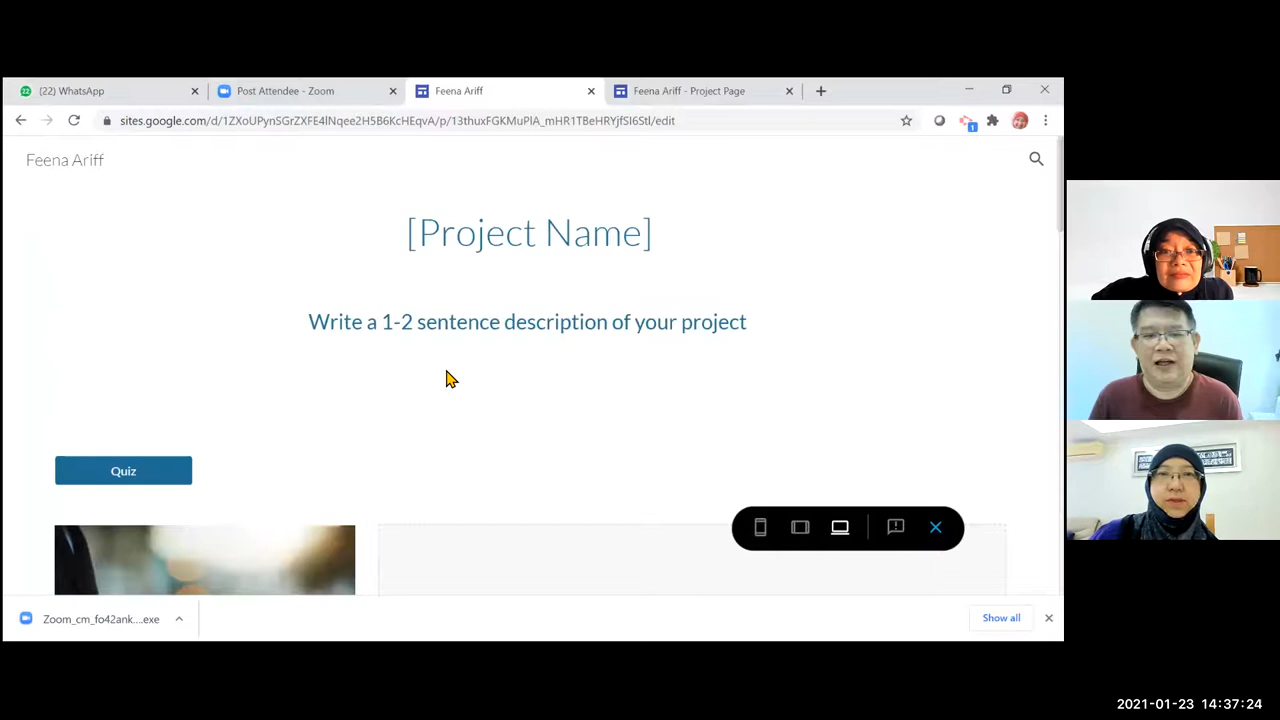 (22) WhatsApp
Post Attendee - Zoom
Feena Ariff
Feena Ariff - Project Page
sites.google.com/d/1ZXoUPynSGrZXFE4lNqee2H5B6KcHEqvA/p/13thuxFGKMuPlA_mHR1TBeHRYjfSI6Stl/edit
1
Feena Ariff
[Project Name]
Write a 1-2 sentence description of your project
Quiz
Zoom_cm_fo42ank....exe
Show all
2021-01-23 14:37:24